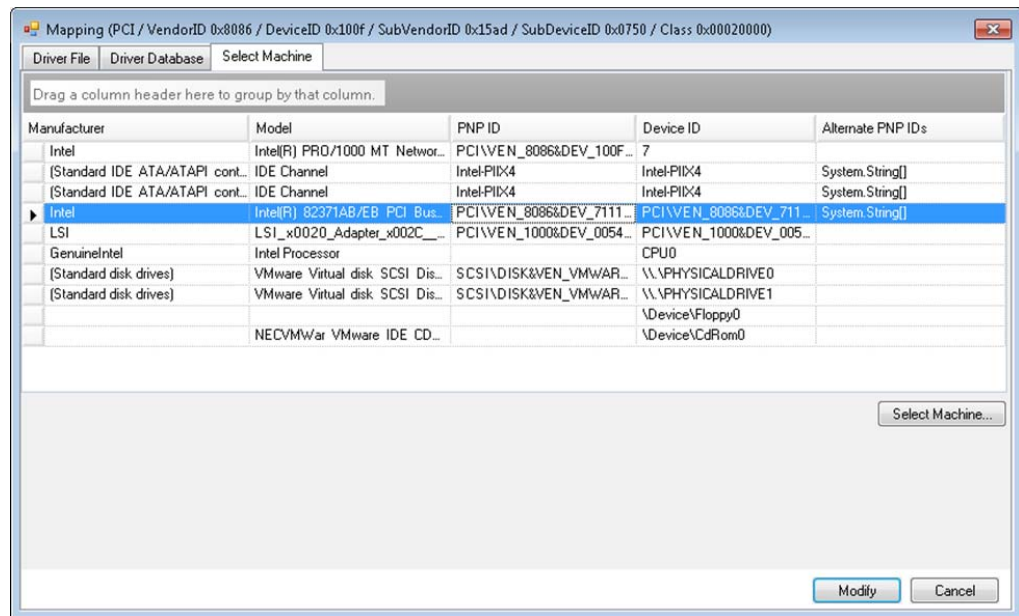 Mapping (PCI / VendorID 0x8086 / DeviceID 0x100f / SubVendorID 0x15ad / SubDeviceID 0x0750 / Class 0x00020000)
Driver File Driver Database Select Machine
Drag a column header here to group by that column.
Manufacturer Model PNP ID Device ID Alternate PNP IDs
Intel Intel(R) PRO/1000 MT Networ... PCI\VEN_8086&DEV_100F... 7
(Standard IDE ATA/ATAPI cont... IDE Channel Intel-PIIX4 Intel-PIIX4 System.String[]
(Standard IDE ATA/ATAPI cont... IDE Channel Intel-PIIX4 Intel-PIIX4 System.String[]
Intel Intel(R) 82371AB/EB PCI Bus... PCI\VEN_8086&DEV_7111... PCI\VEN_8086&DEV_711... System.String[]
LSI LSI_x0020_Adapter_x002C__... PCI\VEN_1000&DEV_0054... PCI\VEN_1000&DEV_005...
GenuineIntel Intel Processor CPU0
(Standard disk drives) VMware Virtual disk SCSI Dis... SCSI\DISK&VEN_VMWAR... \\.\PHYSICALDRIVE0
(Standard disk drives) VMware Virtual disk SCSI Dis... SCSI\DISK&VEN_VMWAR... \\.\PHYSICALDRIVE1
\Device\Floppy0
NECVMWar VMware IDE CD... \Device\CdRom0
Select Machine...
Modify Cancel